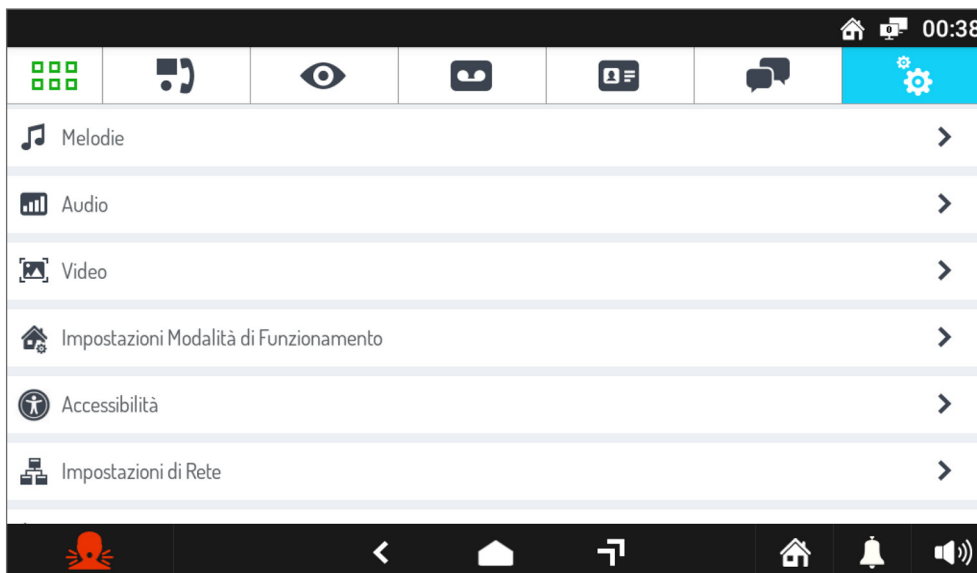 00:38
Melodie
Audio
Video
Impostazioni Modalità di Funzionamento
Accessibilità
Impostazioni di Rete